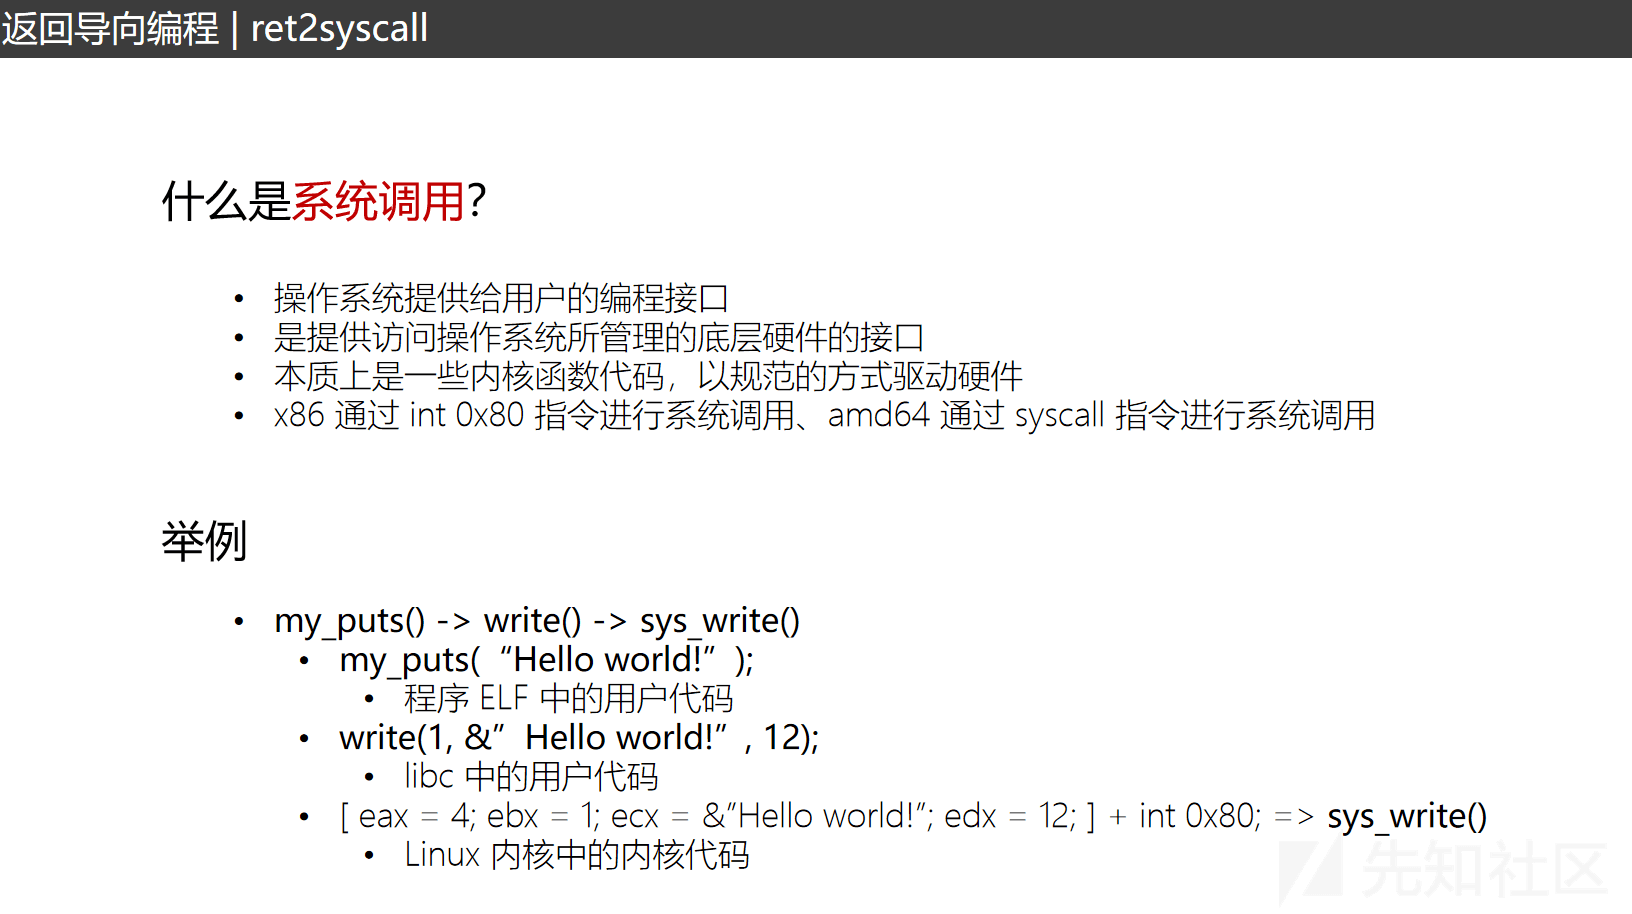 返回导向编程 | ret2syscall
什么是系统调用?
• 操作系统提供给用户的编程接口
• 是提供访问操作系统所管理的底层硬件的接口
• 本质上是一些内核函数代码，以规范的方式驱动硬件
• x86 通过 int 0x80 指令进行系统调用、amd64 通过 syscall 指令进行系统调用
举例
• my_puts() -> write() -> sys_write()
• my_puts(“Hello world!”);
• 程序 ELF 中的用户代码
• write(1, &”Hello world!”, 12);
• libc 中的用户代码
• [ eax = 4; ebx = 1; ecx = &”Hello world!”; edx = 12; ] + int 0x80; => sys_write()
• Linux 内核中的内核代码
先知社区